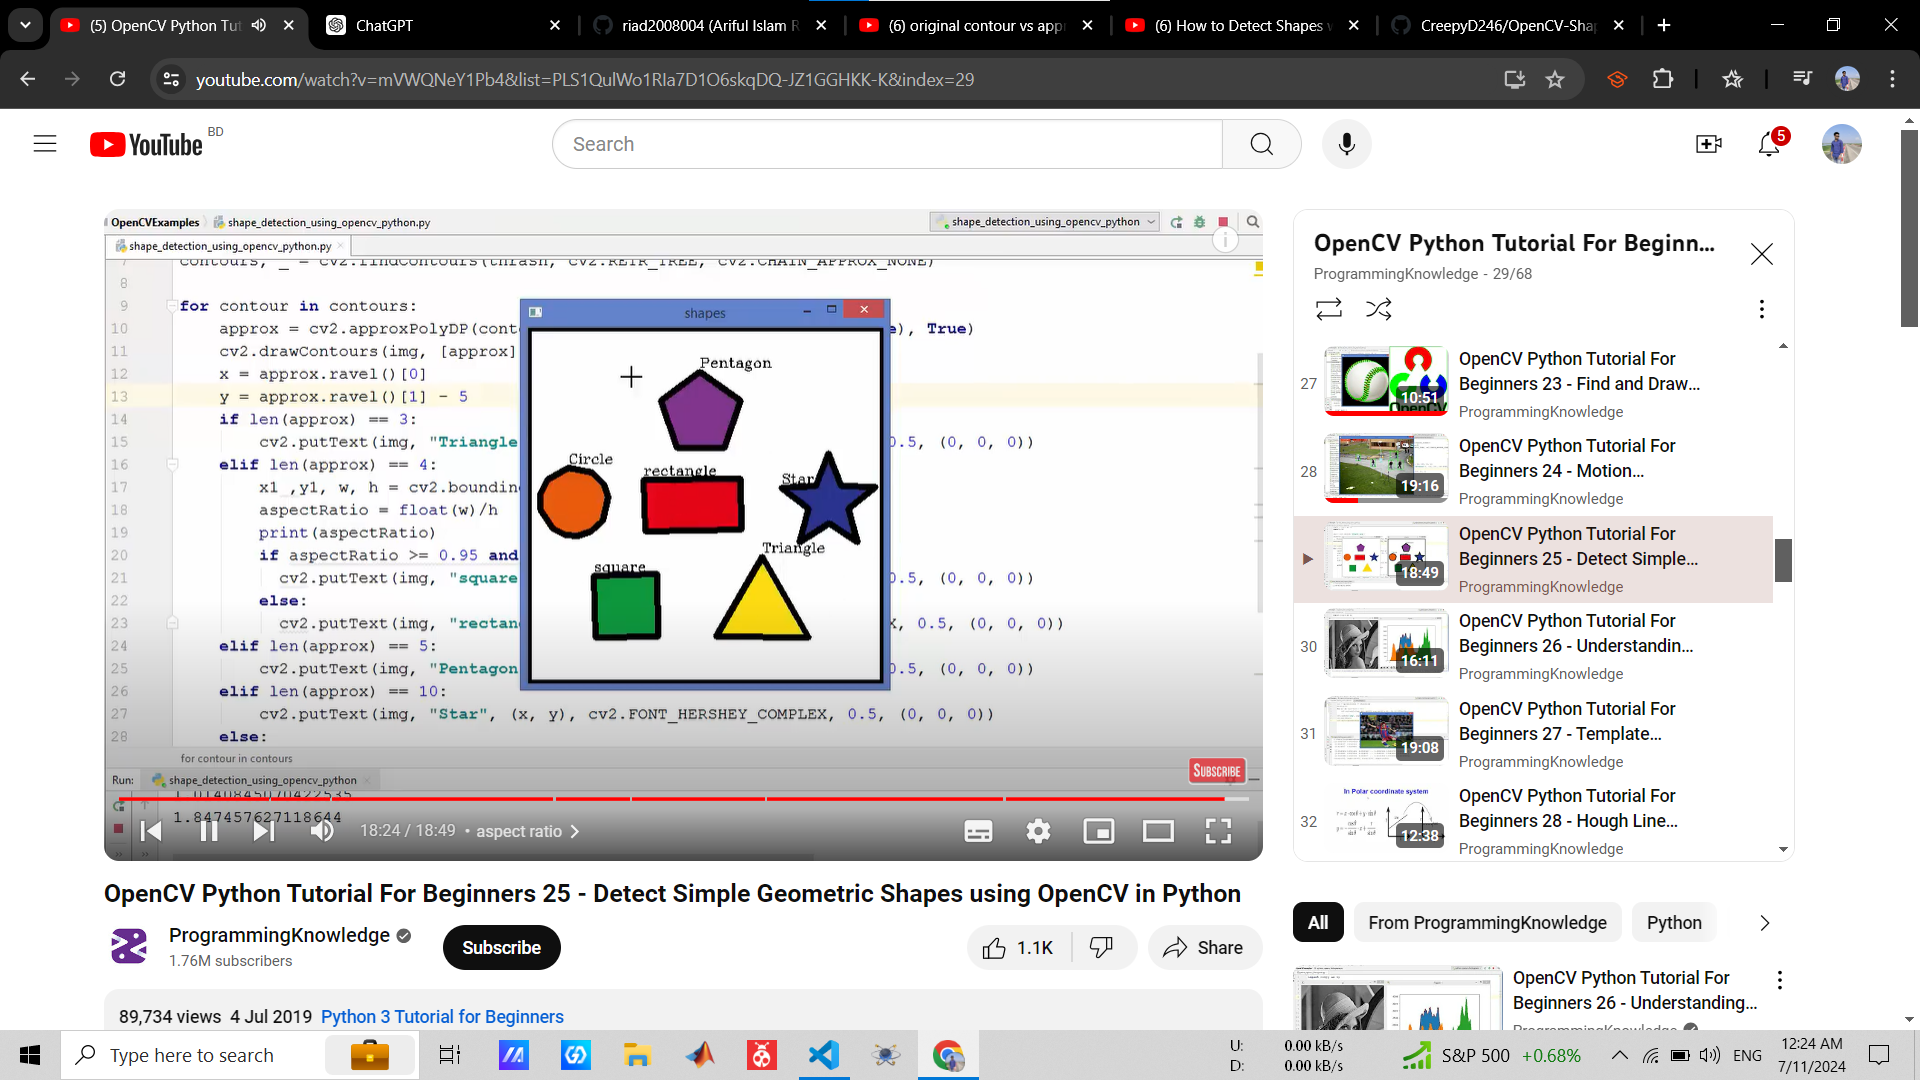 (5) OpenCV Python Tut
ChatGPT
riad2008004 (Ariful Islam R
(6) original contour vs app
(6) How to Detect Shapes
CreepyD246/OpenCV-Sha
youtube.com/watch?v=mVWQNeY1Pb4&list=PLS1QulWo1RIa7D1O6skqDQ-JZ1GGHKK-K&index=29
YouTube BD
Search
5
OpenCVExamples shape_detection_using_opencv_python.py
shape_detection_using_opencv_python
shape_detection_using_opencv_python.py
7 contours, _ = cv2.findContours(thrash, cv2.RETR_TREE, cv2.CHAIN_APPROX_NONE)
8
9 for contour in contours:
10 approx = cv2.approxPolyDP(cont e), True)
11 cv2.drawContours(img, [approx]
12 x = approx.ravel()[0]
13 y = approx.ravel()[1] - 5
14 if len(approx) == 3:
15 cv2.putText(img, "Triangle 0.5, (0, 0, 0))
16 elif len(approx) == 4:
17 x1 ,y1, w, h = cv2.boundin
18 aspectRatio = float(w)/h
19 print(aspectRatio)
20 if aspectRatio >= 0.95 and
21 cv2.putText(img, "square 0.5, (0, 0, 0))
22 else:
23 cv2.putText(img, "rectan X, 0.5, (0, 0, 0))
24 elif len(approx) == 5:
25 cv2.putText(img, "Pentagon 0.5, (0, 0, 0))
26 elif len(approx) == 10:
27 cv2.putText(img, "Star", (x, y), cv2.FONT_HERSHEY_COMPLEX, 0.5, (0, 0, 0))
28 else:
shapes
Pentagon
Circle
rectangle
Star
Triangle
square
for contour in contours
SUBSCRIBE
Run: shape_detection_using_opencv_python
1.0140845070422535
1.847457627118644
18:24 / 18:49 • aspect ratio
OpenCV Python Tutorial For Beginners 25 - Detect Simple Geometric Shapes using OpenCV in Python
ProgrammingKnowledge
1.76M subscribers
Subscribe
1.1K
Share
89,734 views 4 Jul 2019 Python 3 Tutorial for Beginners
OpenCV Python Tutorial For Beginn...
ProgrammingKnowledge - 29/68
27
10:51
OpenCV Python Tutorial For
Beginners 23 - Find and Draw...
ProgrammingKnowledge
28
19:16
OpenCV Python Tutorial For
Beginners 24 - Motion...
ProgrammingKnowledge
18:49
OpenCV Python Tutorial For
Beginners 25 - Detect Simple...
ProgrammingKnowledge
30
16:11
OpenCV Python Tutorial For
Beginners 26 - Understandin...
ProgrammingKnowledge
31
19:08
OpenCV Python Tutorial For
Beginners 27 - Template...
ProgrammingKnowledge
32
In Polar coordinate system
12:38
OpenCV Python Tutorial For
Beginners 28 - Hough Line...
ProgrammingKnowledge
All
From ProgrammingKnowledge
Python
OpenCV Python Tutorial For
Beginners 26 - Understanding...
ProgrammingKnowledge
Type here to search
U: 0.00 kB/s
D: 0.00 kB/s
S&P 500 +0.68%
ENG
12:24 AM
7/11/2024